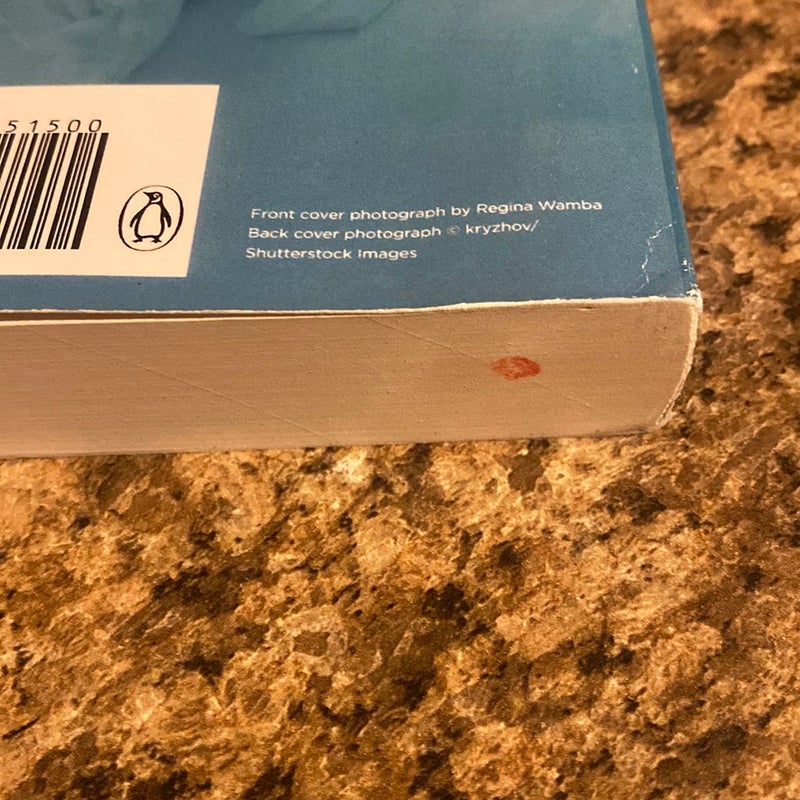 51500
Front cover photograph by Regina Wamba
Back cover photograph © kryzhov/
Shutterstock Images